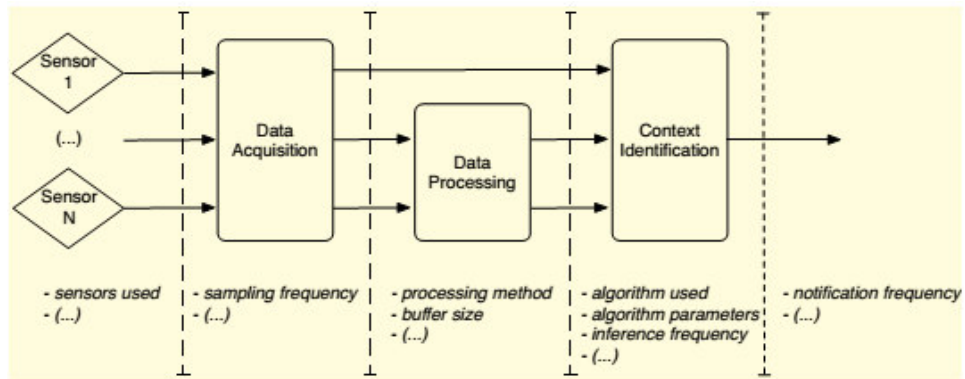 Sensor
1
(...)
Sensor
N
Data
Acquisition
Data
Processing
Context
Identification
- sensors used
- (...)
- sampling frequency
- (...)
- processing method
- buffer size
- (...)
- algorithm used
- algorithm parameters
- inference frequency
- (...)
- notification frequency
- (...)